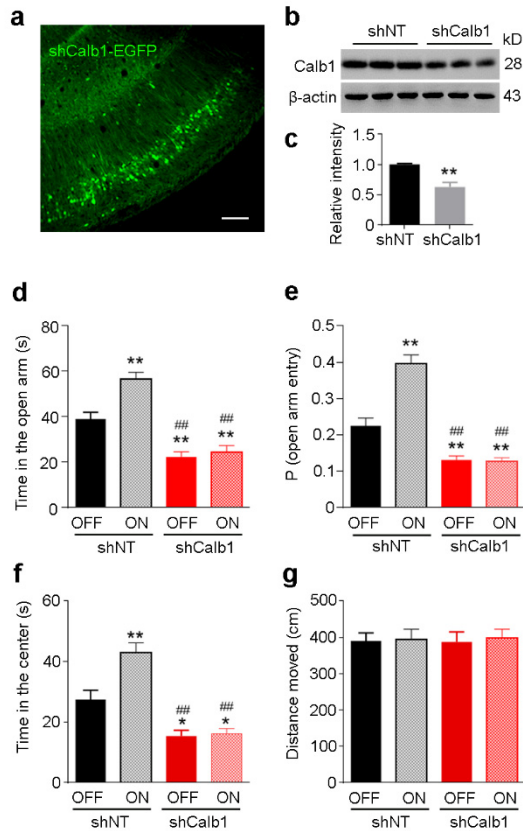 a
shCalb1-EGFP
b
shNT shCalb1 kD
Calb1 28
β-actin 43
c
Relative intensity
1.5
1.0
0.5
0
**
shNT shCalb1
d
Time in the open arm (s)
80
60
40
20
0
**
## ##
** **
OFF ON OFF ON
shNT shCalb1
e
P (open arm entry)
0.5
0.4
0.3
0.2
0.1
0
**
## ##
** **
OFF ON OFF ON
shNT shCalb1
f
Time in the center (s)
60
40
20
0
**
## ##
* *
OFF ON OFF ON
shNT shCalb1
g
Distance moved (cm)
500
400
300
200
100
0
OFF ON OFF ON
shNT shCalb1